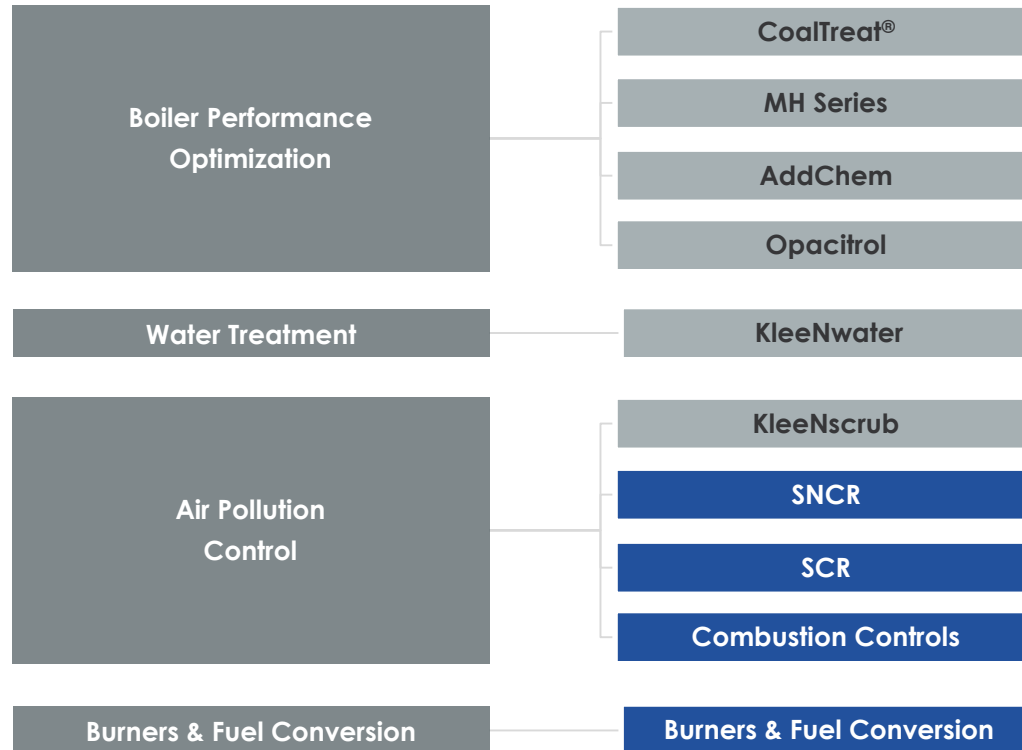 Boiler Performance
Optimization
CoalTreat®
MH Series
AddChem
Opacitrol
Water Treatment
KleeNwater
Air Pollution
Control
KleeNscrub
SNCR
SCR
Combustion Controls
Burners & Fuel Conversion
Burners & Fuel Conversion